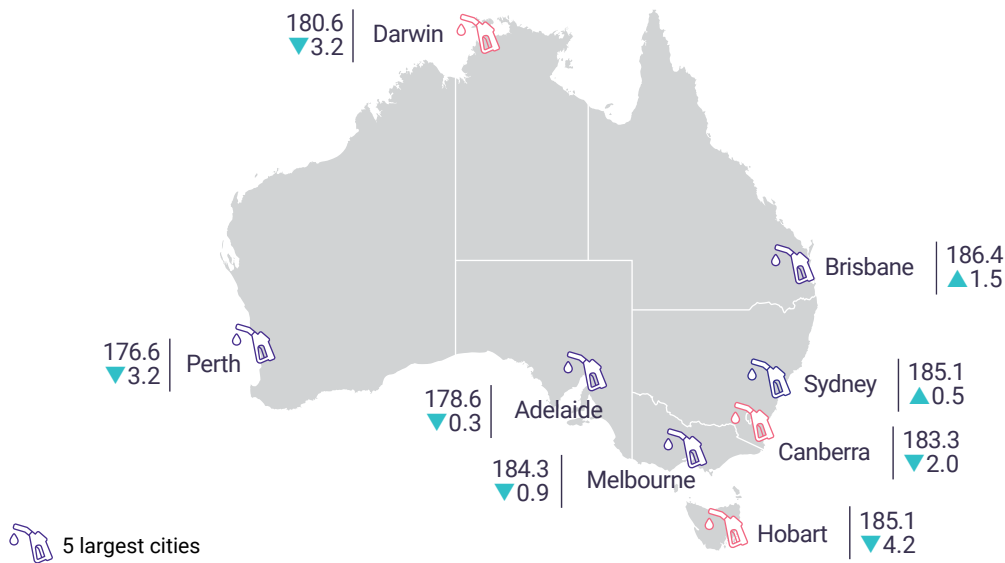 180.6
▼3.2
Darwin
Brisbane
186.4
▲1.5
176.6
▼3.2
Perth
178.6
▼0.3
Adelaide
Sydney
185.1
▲0.5
184.3
▼0.9
Melbourne
Canberra
183.3
▼2.0
Hobart
185.1
▼4.2
5 largest cities